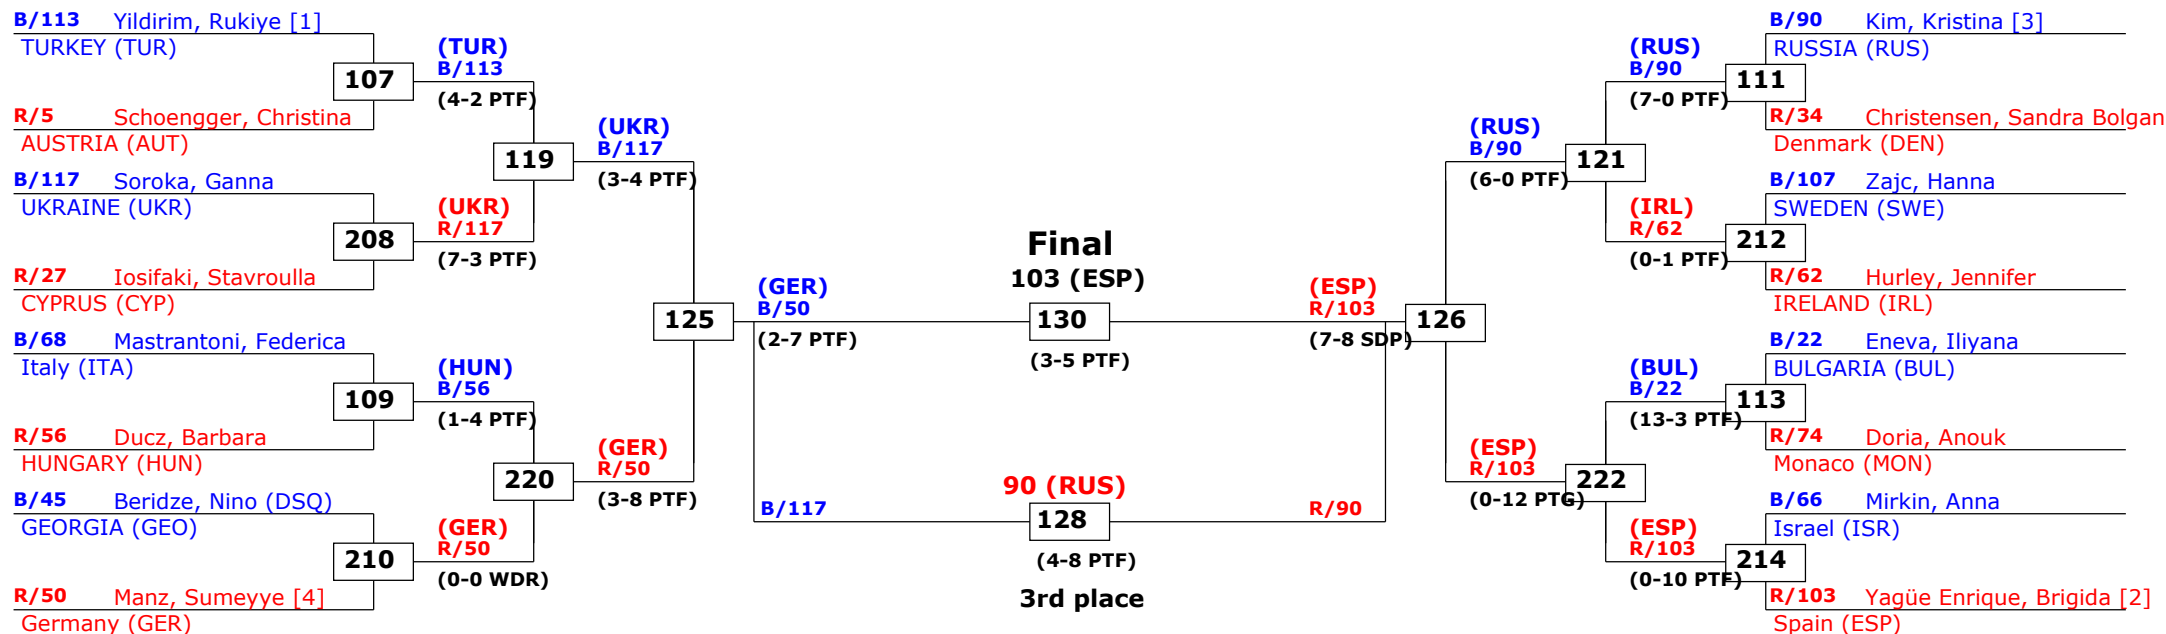 B/113 Yildirim, Rukiye [1]
TURKEY (TUR)
107
R/5 Schoengger, Christina
AUSTRIA (AUT)
(TUR)
B/113
(4-2 PTF)
B/117 Soroka, Ganna
UKRAINE (UKR)
208
R/27 Iosifaki, Stavroulla
CYPRUS (CYP)
(UKR)
R/117
(7-3 PTF)
119
(UKR)
B/117
(3-4 PTF)
B/68 Mastrantoni, Federica
Italy (ITA)
109
R/56 Ducz, Barbara
HUNGARY (HUN)
(HUN)
B/56
(1-4 PTF)
B/45 Beridze, Nino (DSQ)
GEORGIA (GEO)
210
R/50 Manz, Sumeyye [4]
Germany (GER)
(GER)
R/50
(0-0 WDR)
220
(GER)
R/50
(3-8 PTF)
125
(GER)
B/50
(2-7 PTF)
Final
103 (ESP)
130
(3-5 PTF)
B/117
90 (RUS)
128
(4-8 PTF)
3rd place
R/90
(ESP)
R/103
(7-8 SDP)
126
(RUS)
B/90
(6-0 PTF)
121
(RUS)
B/90
(7-0 PTF)
111
B/90 Kim, Kristina [3]
RUSSIA (RUS)
R/34 Christensen, Sandra Bolgan
Denmark (DEN)
(IRL)
R/62
(0-1 PTF)
212
B/107 Zajc, Hanna
SWEDEN (SWE)
R/62 Hurley, Jennifer
IRELAND (IRL)
(ESP)
R/103
(0-12 PTG)
222
(BUL)
B/22
(13-3 PTF)
113
B/22 Eneva, Iliyana
BULGARIA (BUL)
R/74 Doria, Anouk
Monaco (MON)
(ESP)
R/103
(0-10 PTF)
214
B/66 Mirkin, Anna
Israel (ISR)
R/103 Yagüe Enrique, Brigida [2]
Spain (ESP)